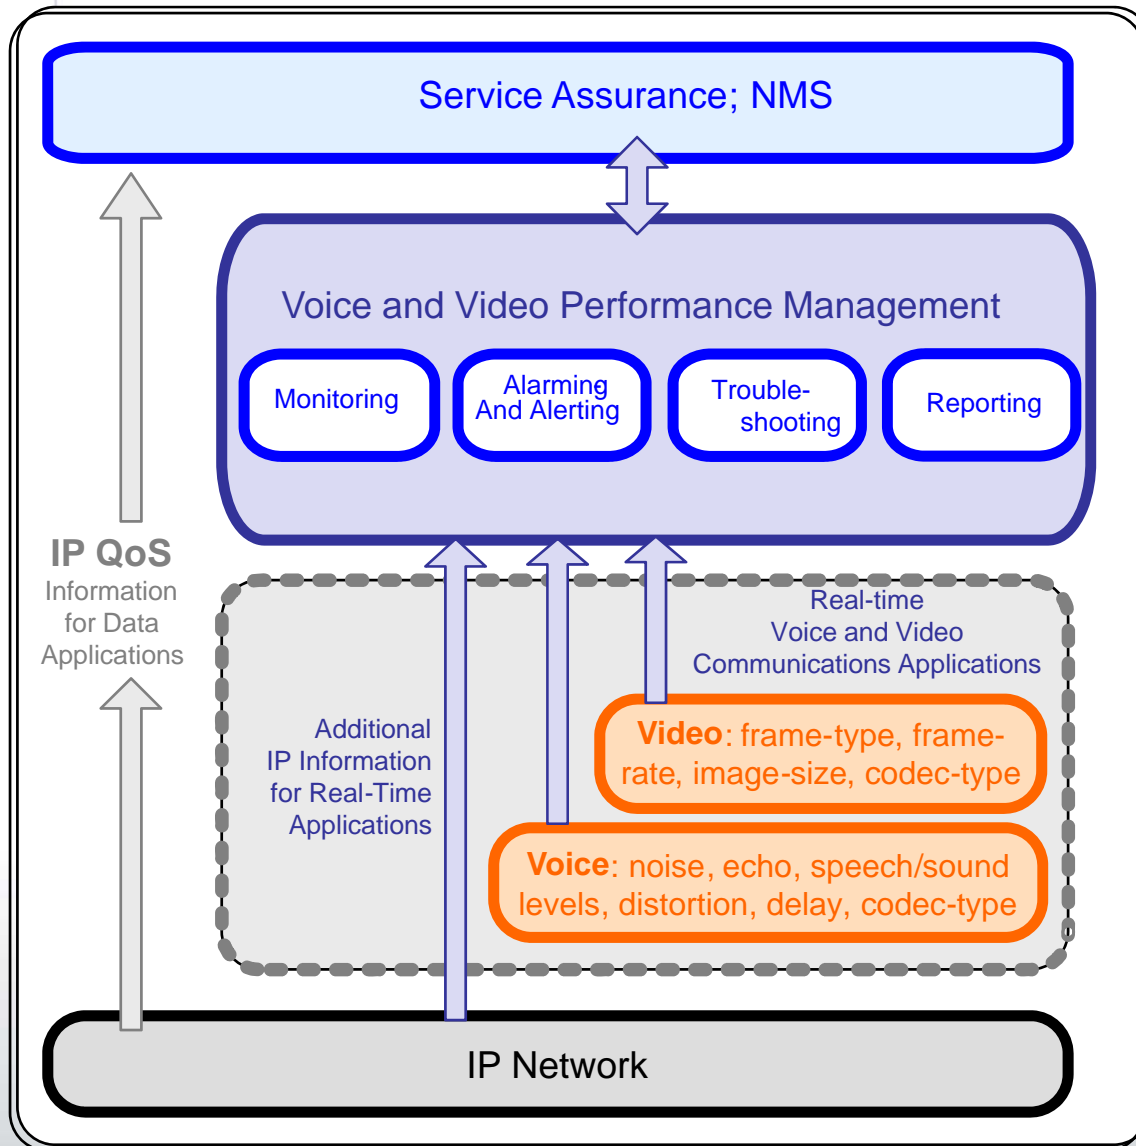 Service Assurance; NMS
Voice and Video Performance Management
Monitoring
Alarming
And Alerting
Trouble-
shooting
Reporting
IP QoS
Information
for Data
Applications
Real-time
Voice and Video
Communications Applications
Additional
IP Information
for Real-Time
Applications
Video: frame-type, frame-
rate, image-size, codec-type
Voice: noise, echo, speech/sound
levels, distortion, delay, codec-type
IP Network